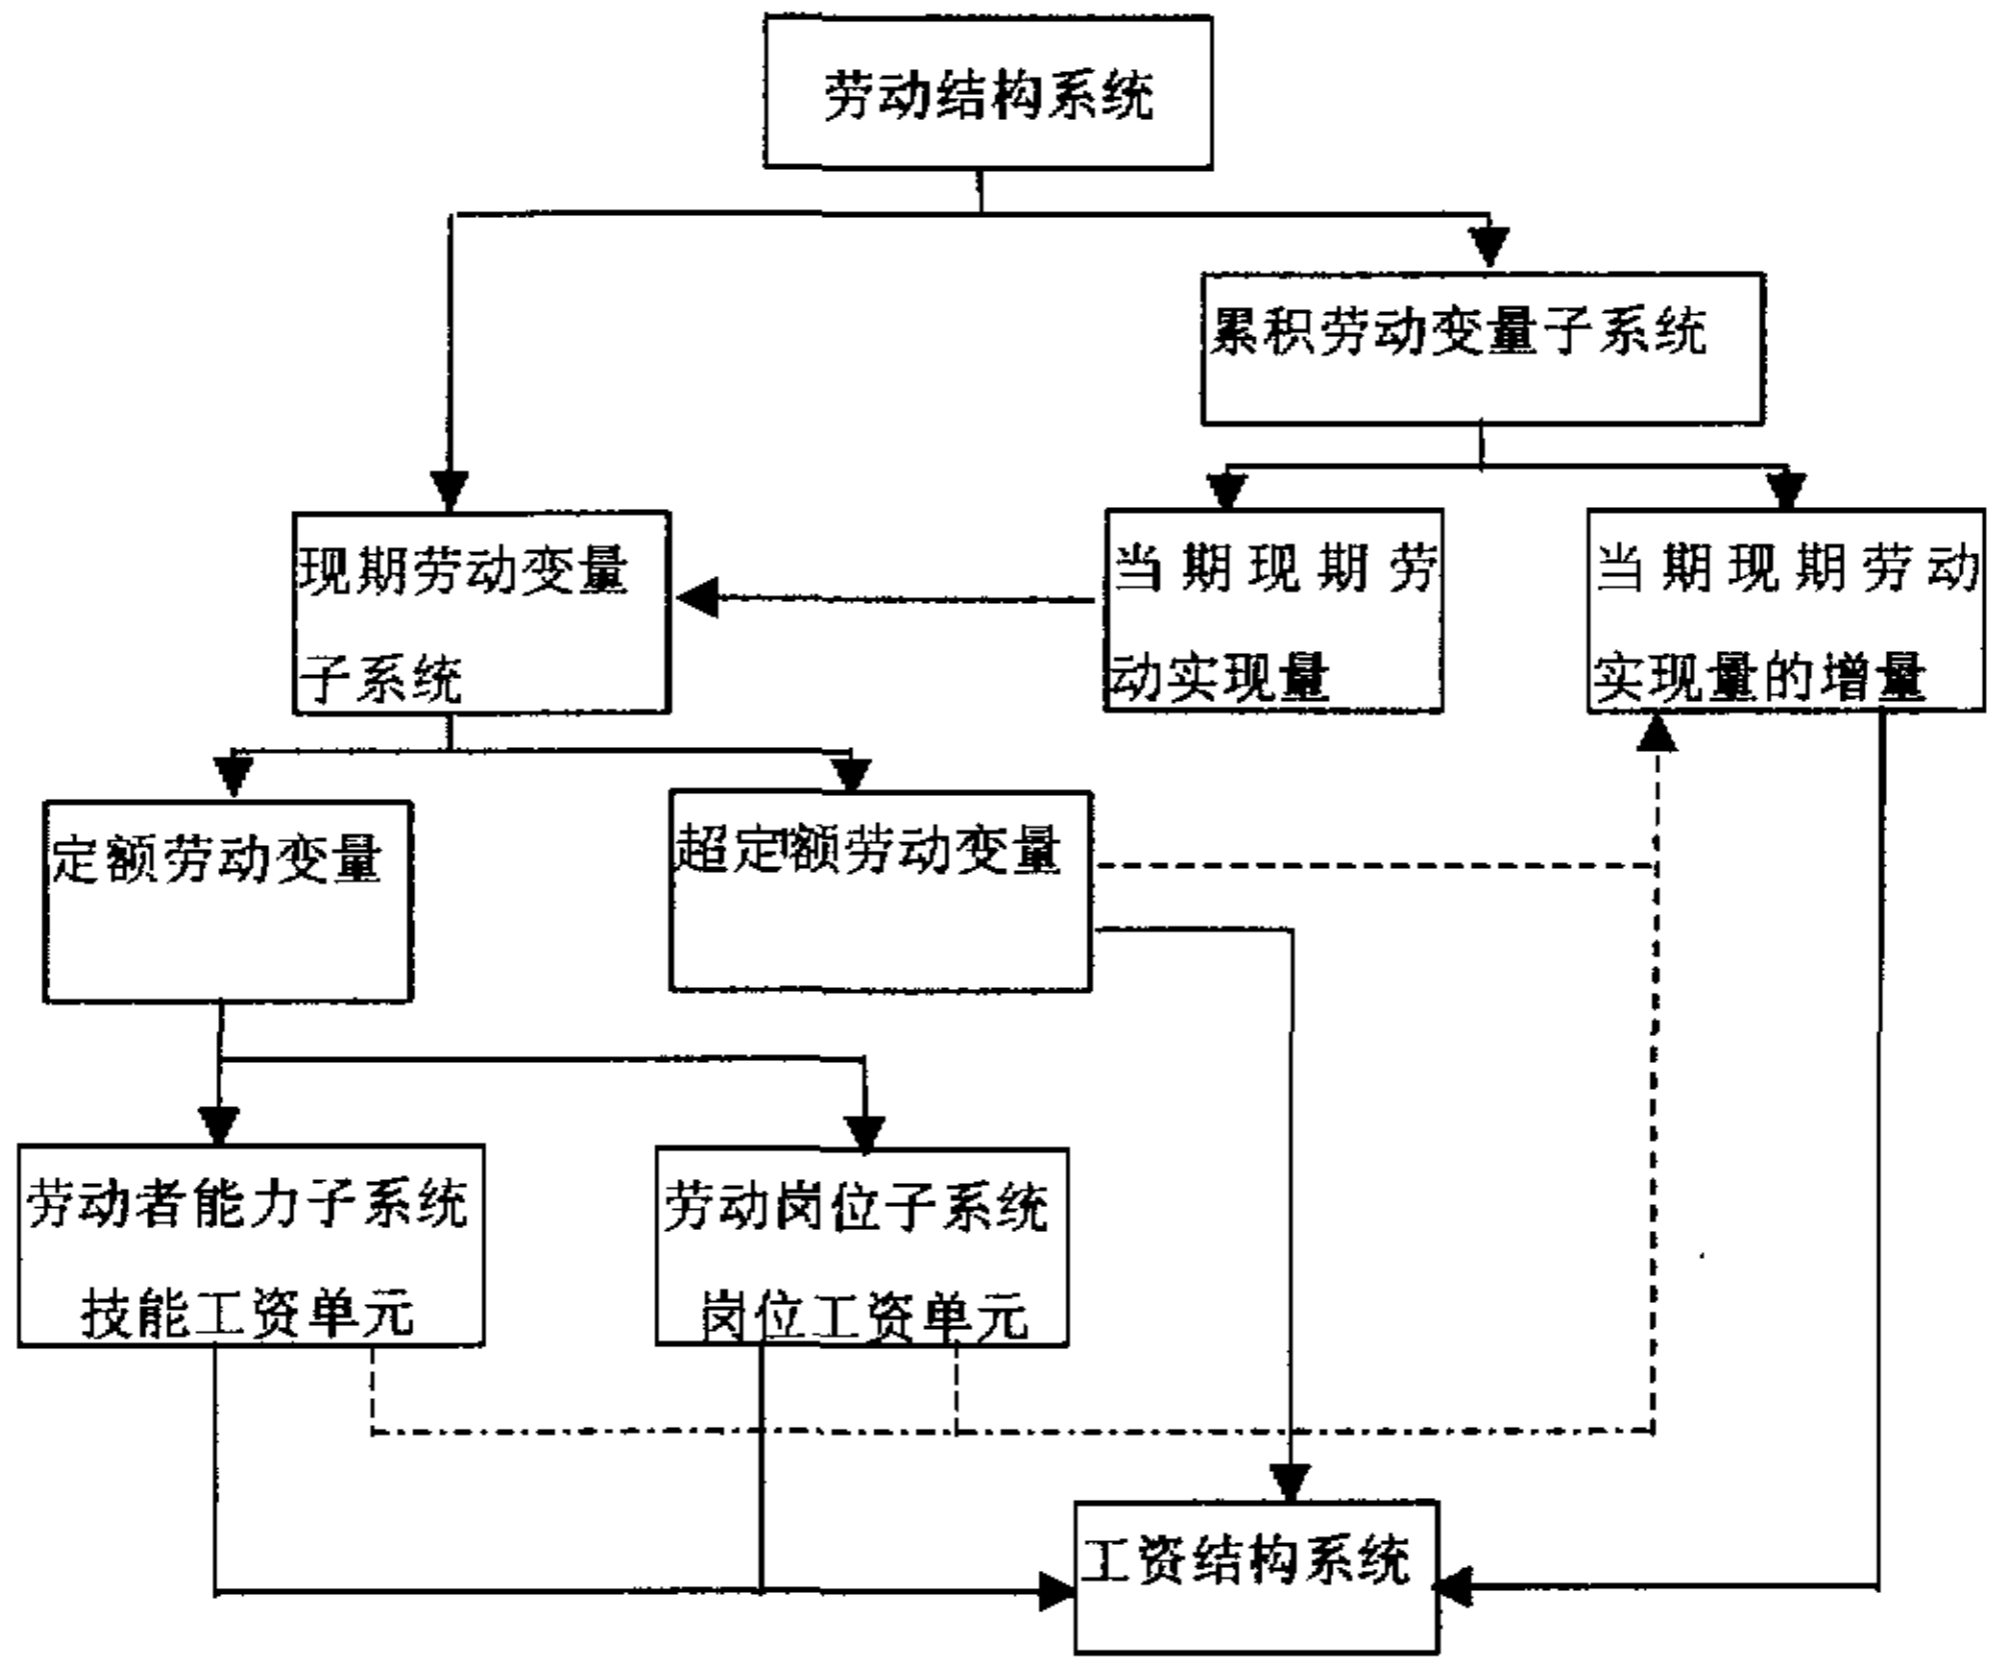 劳动结构系统
累积劳动变量子系统
现期劳动变量
子系统
当期现期劳
动实现量
当期现期劳动
实现量的增量
定额劳动变量
超定额劳动变量
劳动者能力子系统
技能工资单元
劳动岗位子系统
岗位工资单元
工资结构系统